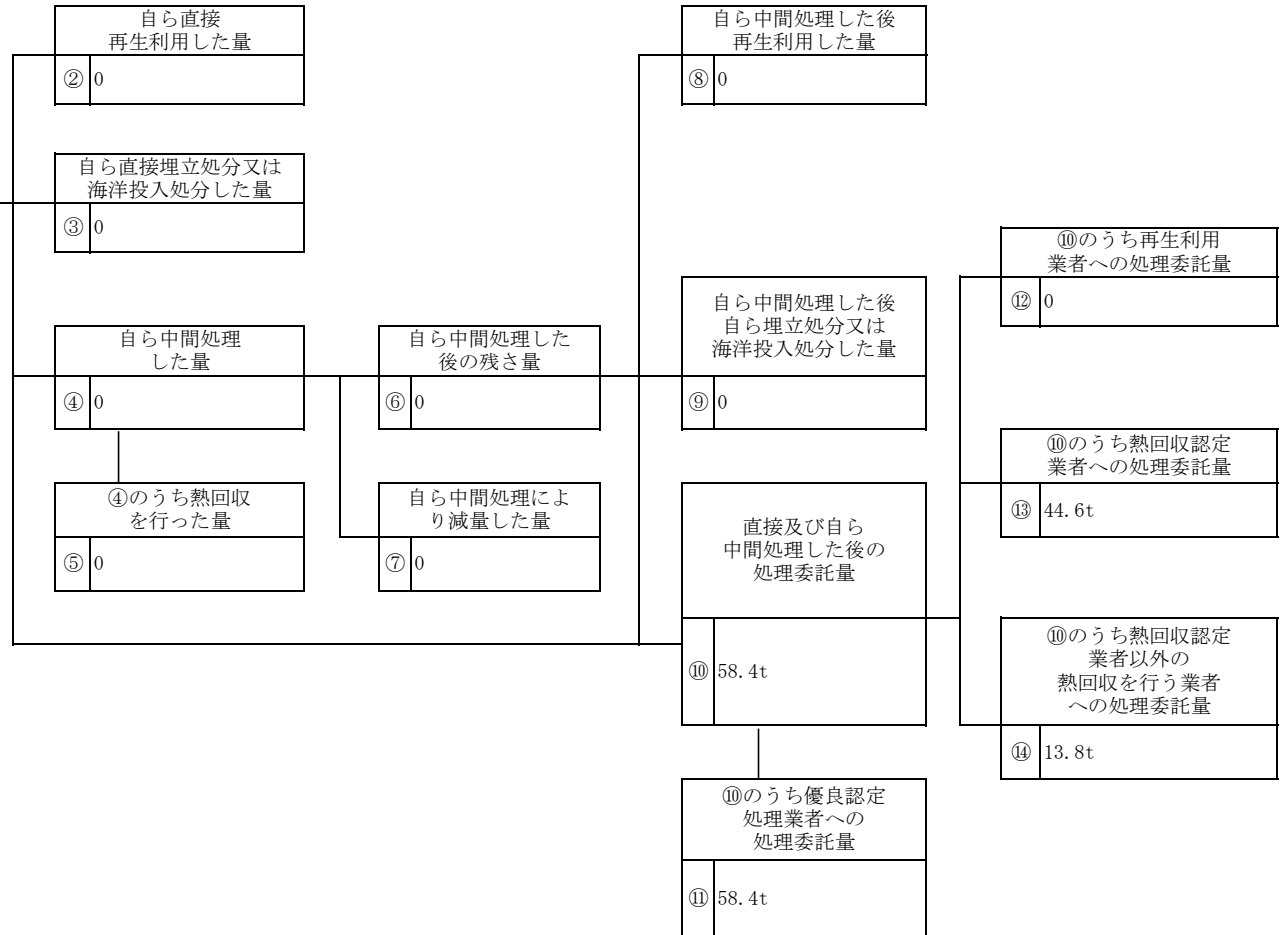 自ら直接
再生利用した量
② 0
自ら直接埋立処分又は
海洋投入処分した量
③ 0
自ら中間処理
した量
④ 0
④のうち熱回収
を行った量
⑤ 0
自ら中間処理した
後の残さ量
⑥ 0
自ら中間処理によ
り減量した量
⑦ 0
自ら中間処理した後
再生利用した量
⑧ 0
自ら中間処理した後
自ら埋立処分又は
海洋投入処分した量
⑨ 0
直接及び自ら
中間処理した後の
処理委託量
⑩ 58.4t
⑩のうち優良認定
処理業者への
処理委託量
⑪ 58.4t
⑩のうち再生利用
業者への処理委託量
⑫ 0
⑩のうち熱回収認定
業者への処理委託量
⑬ 44.6t
⑩のうち熱回収認定
業者以外の
熱回収を行う業者
への処理委託量
⑭ 13.8t